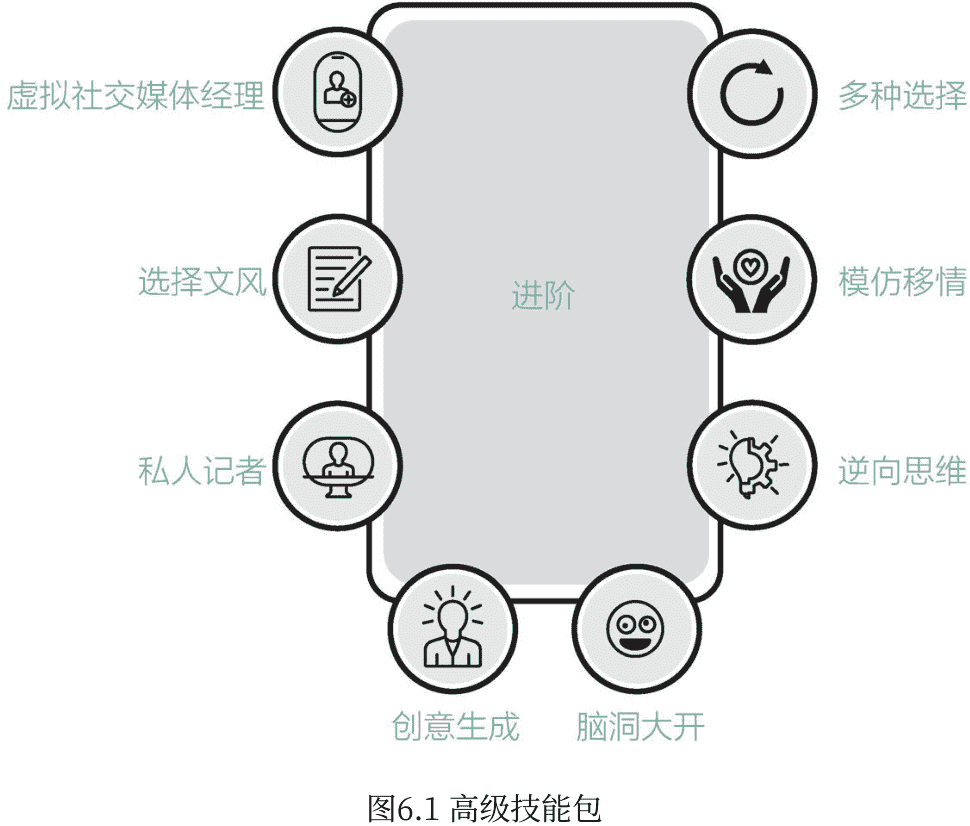 虚拟社交媒体经理
多种选择
选择文风
进阶
模仿移情
私人记者
逆向思维
创意生成
脑洞大开
图6.1 高级技能包